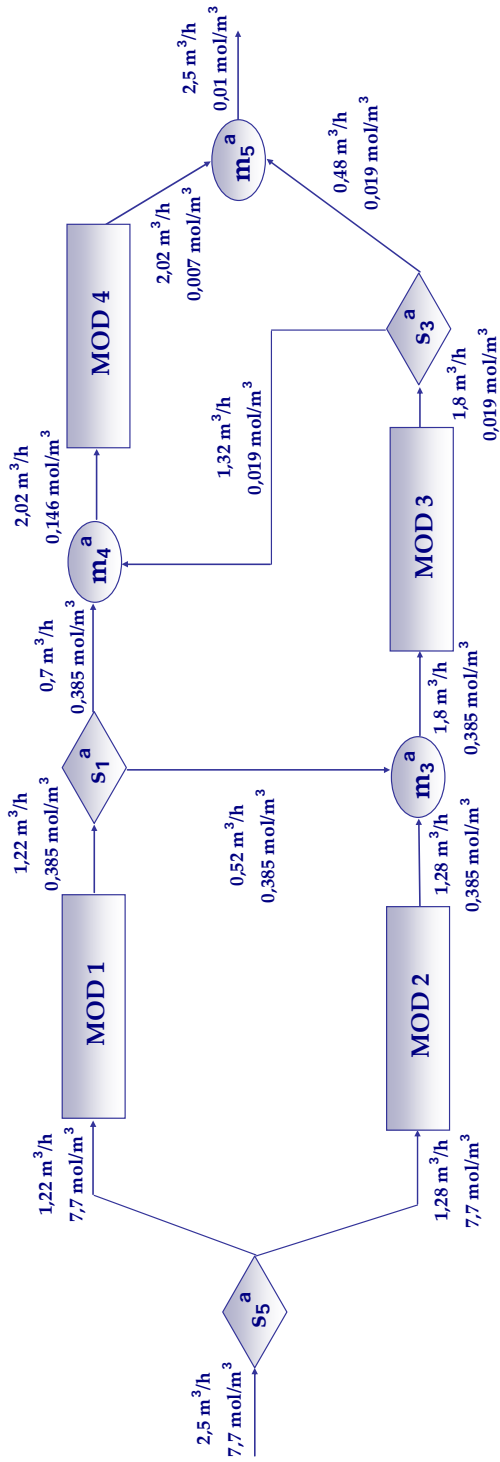 2,5 m³/h
7,7 mol/m³
s₅ᵃ
1,22 m³/h
7,7 mol/m³
MOD 1
1,22 m³/h
0,385 mol/m³
s₁ᵃ
0,7 m³/h
0,385 mol/m³
m₄ᵃ
2,02 m³/h
0,146 mol/m³
MOD 4
2,02 m³/h
0,007 mol/m³
m₅ᵃ
2,5 m³/h
0,01 mol/m³
0,52 m³/h
0,385 mol/m³
1,32 m³/h
0,019 mol/m³
0,48 m³/h
0,019 mol/m³
1,28 m³/h
7,7 mol/m³
MOD 2
1,28 m³/h
0,385 mol/m³
m₃ᵃ
1,8 m³/h
0,385 mol/m³
MOD 3
1,8 m³/h
0,019 mol/m³
s₃ᵃ